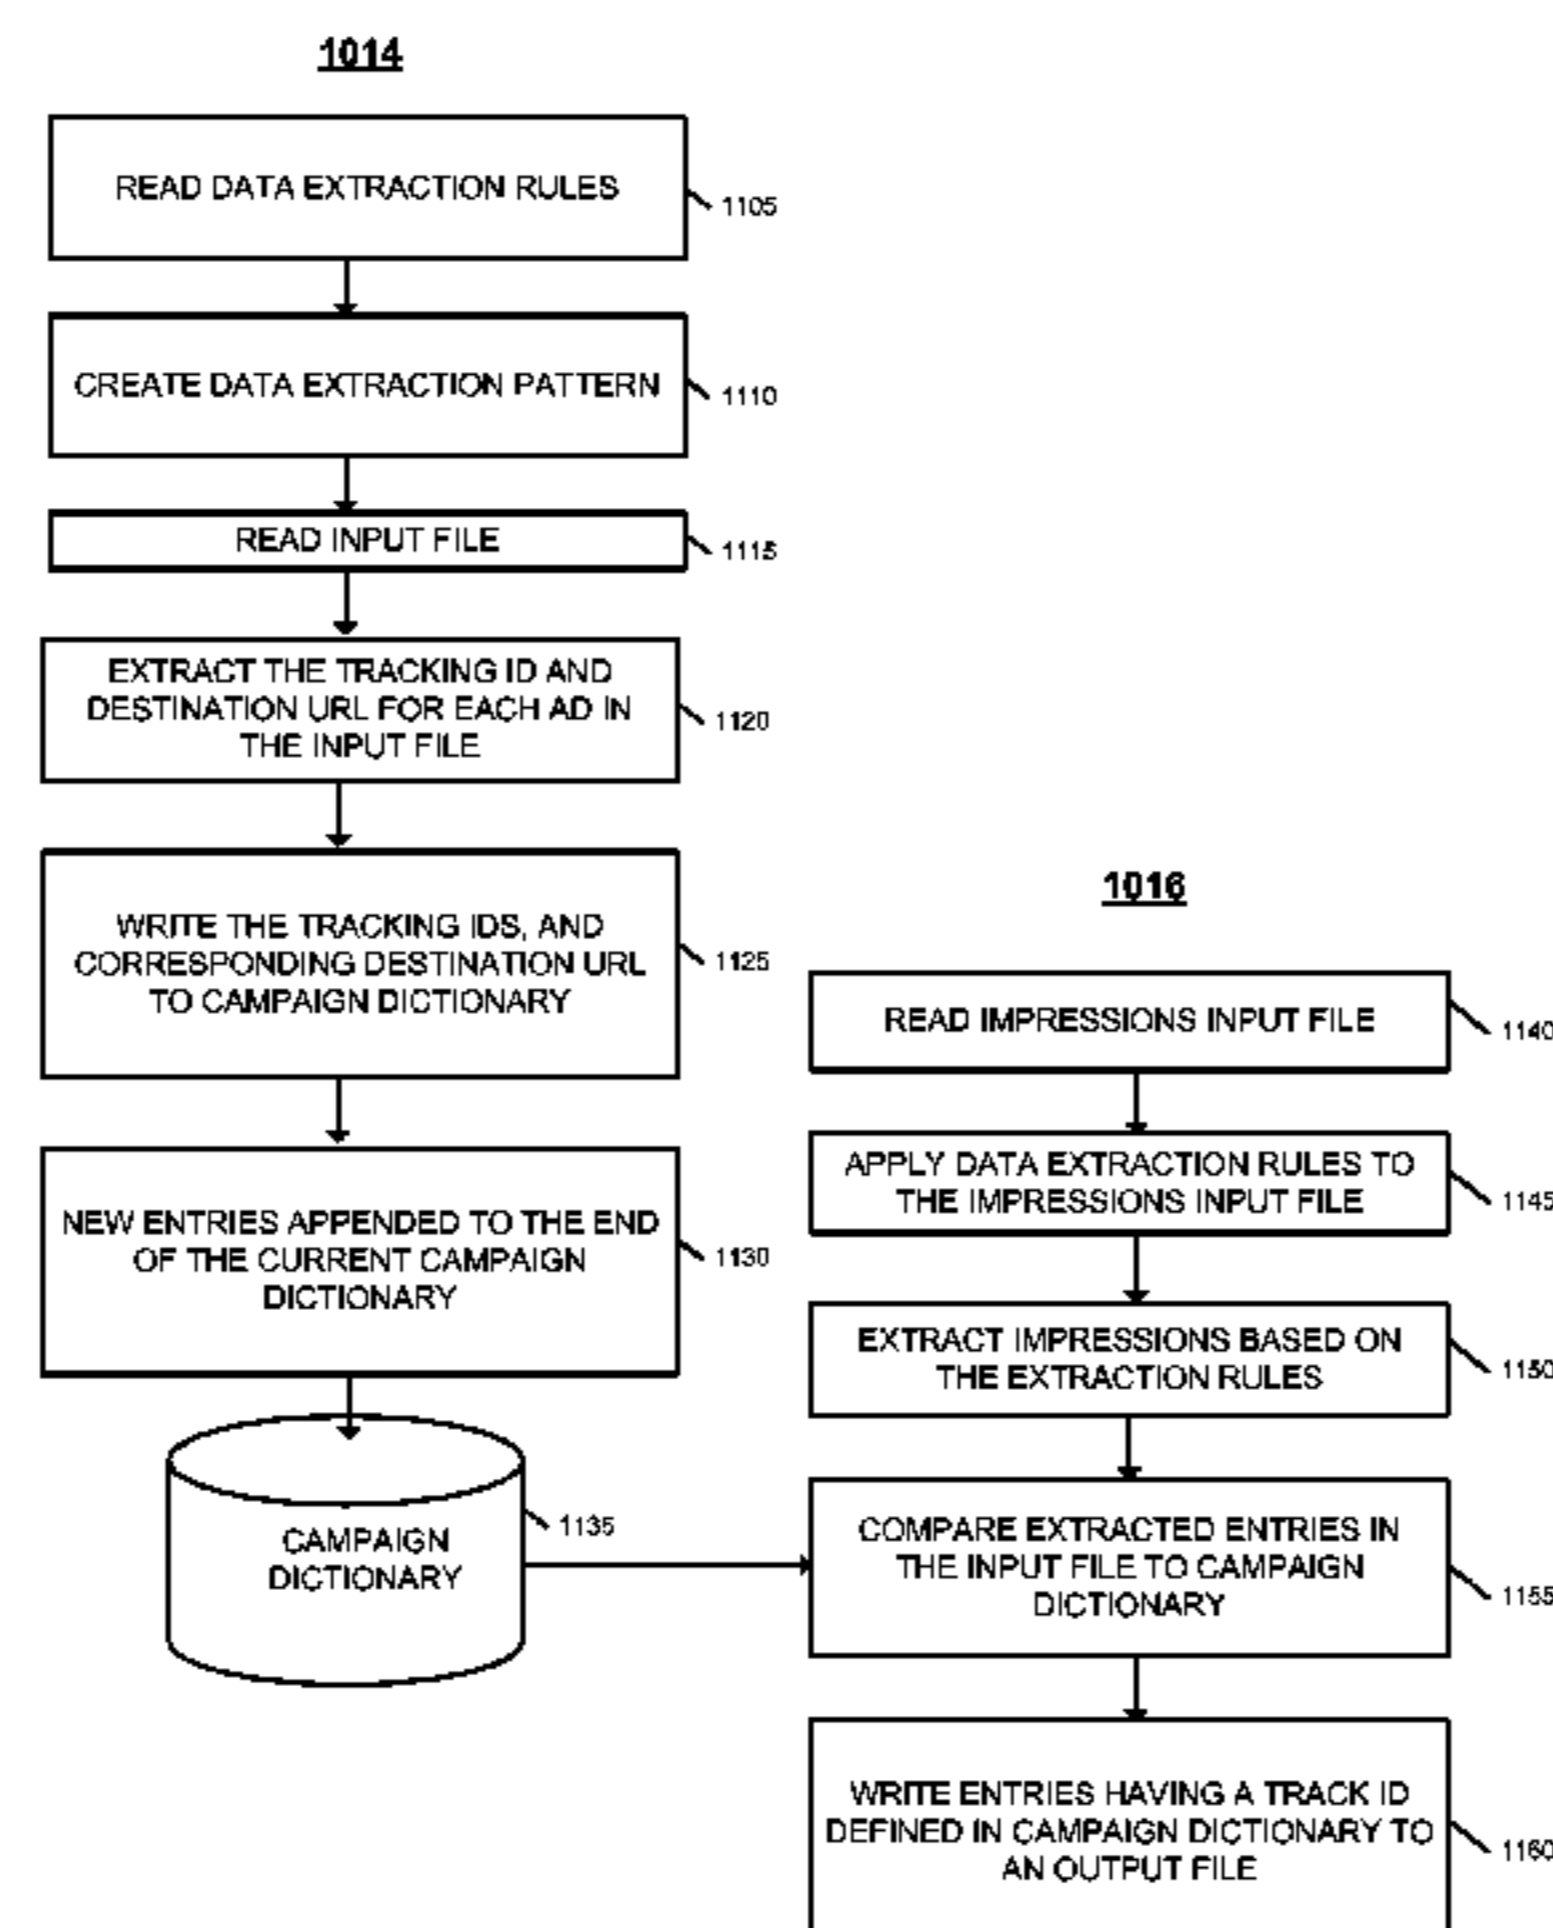 1014
READ DATA EXTRACTION RULES
1105
CREATE DATA EXTRACTION PATTERN
1110
READ INPUT FILE
1115
EXTRACT THE TRACKING ID AND
DESTINATION URL FOR EACH AD IN
THE INPUT FILE
1120
WRITE THE TRACKING IDS, AND
CORRESPONDING DESTINATION URL
TO CAMPAIGN DICTIONARY
1125
NEW ENTRIES APPENDED TO THE END
OF THE CURRENT CAMPAIGN
DICTIONARY
1130
CAMPAIGN
DICTIONARY
1135
1016
READ IMPRESSIONS INPUT FILE
1140
APPLY DATA EXTRACTION RULES TO
THE IMPRESSIONS INPUT FILE
1145
EXTRACT IMPRESSIONS BASED ON
THE EXTRACTION RULES
1150
COMPARE EXTRACTED ENTRIES IN
THE INPUT FILE TO CAMPAIGN
DICTIONARY
1155
WRITE ENTRIES HAVING A TRACK ID
DEFINED IN CAMPAIGN DICTIONARY TO
AN OUTPUT FILE
1160